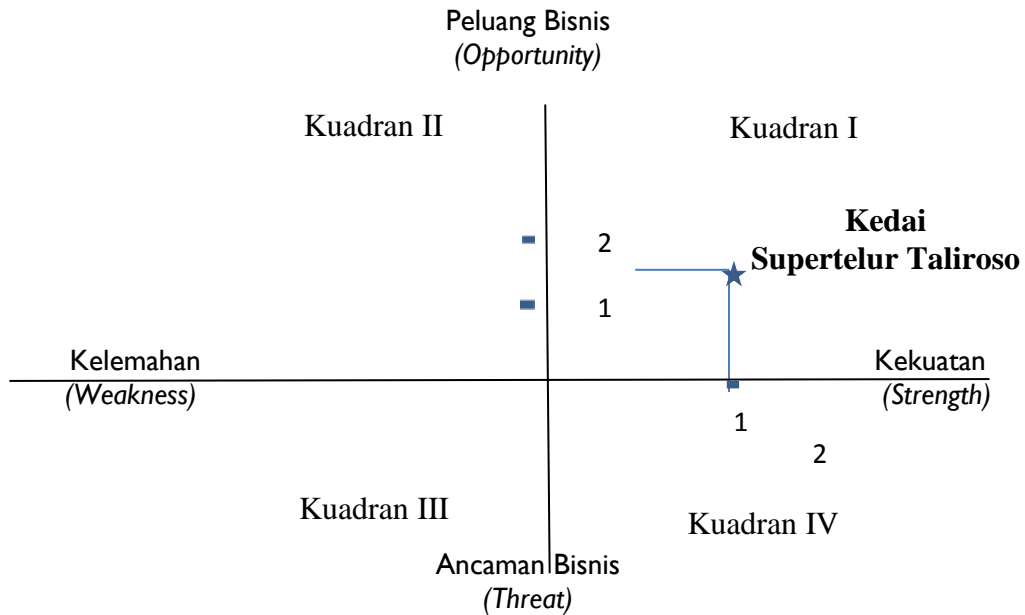 Peluang Bisnis
(Opportunity)
Kuadran II
Kuadran I
Kedai
Supertelur Taliroso
2
1
Kelemahan
(Weakness)
Kekuatan
(Strength)
1
2
Kuadran III
Kuadran IV
Ancaman Bisnis
(Threat)